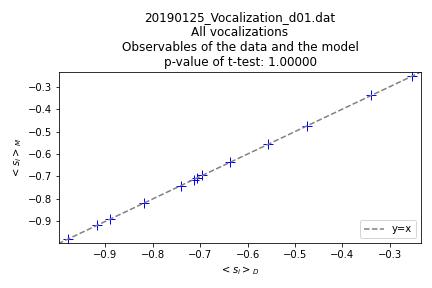 20190125_Vocalization_d01.dat
All vocalizations
Observables of the data and the model
p-value of t-test: 1.00000
−0.3
−0.4
−0.5
−0.6
−0.7
−0.8
−0.9
< s_i >_M
y=x
−0.9 −0.8 −0.7 −0.6 −0.5 −0.4 −0.3
< s_i >_D